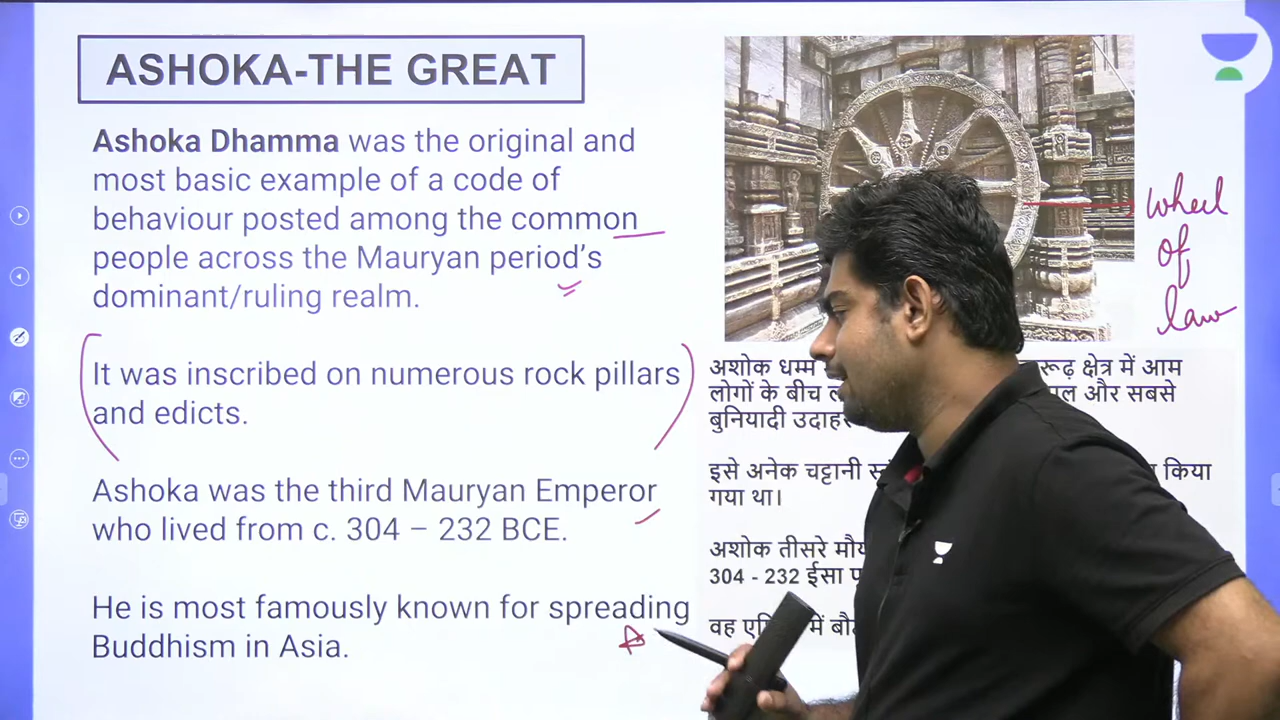 ASHOKA-THE GREAT
Ashoka Dhamma was the original and
most basic example of a code of
behaviour posted among the common
people across the Mauryan period's
dominant/ruling realm.
It was inscribed on numerous rock pillars
and edicts.
Ashoka was the third Mauryan Emperor
who lived from c. 304 – 232 BCE.
He is most famously known for spreading
Buddhism in Asia.
wheel
of
law
अशोक धम्म क्षेत्र में आम
लोगों के बीच और सबसे
बुनियादी
इसे अनेक चट्टानी किया
गया था।
अशोक तीसरे
304 - 232 ईसा
वह में